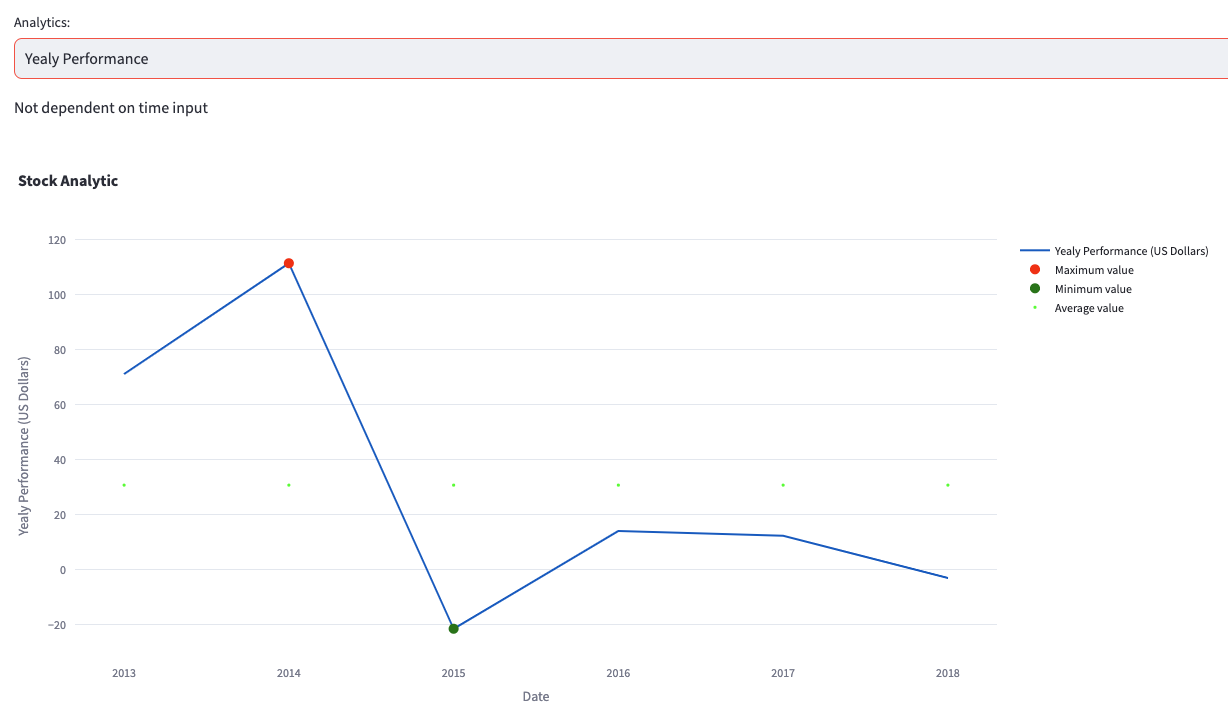 Analytics:
Yealy Performance
Not dependent on time input
Stock Analytic
120
100
80
60
40
20
0
−20
Yealy Performance (US Dollars)
2013 2014 2015 2016 2017 2018
Date
Yealy Performance (US Dollars)
Maximum value
Minimum value
Average value